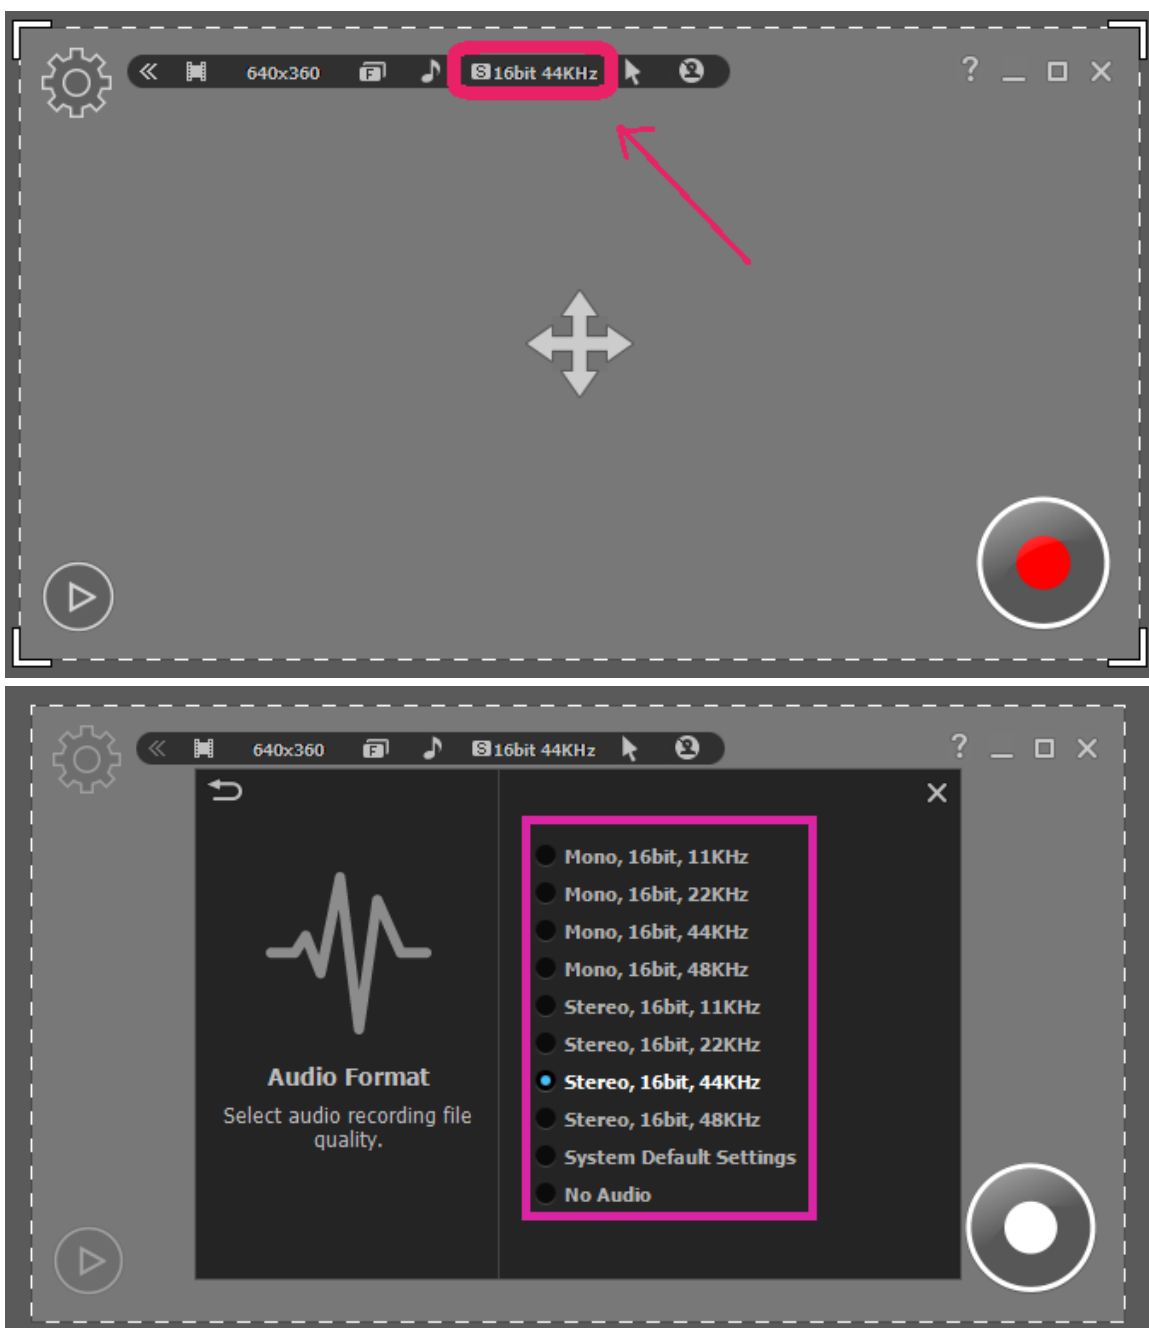 640x360 F S 16bit 44KHz ?
640x360 F S 16bit 44KHz ?
Audio Format
Select audio recording file
quality.
Mono, 16bit, 11KHz
Mono, 16bit, 22KHz
Mono, 16bit, 44KHz
Mono, 16bit, 48KHz
Stereo, 16bit, 11KHz
Stereo, 16bit, 22KHz
Stereo, 16bit, 44KHz
Stereo, 16bit, 48KHz
System Default Settings
No Audio